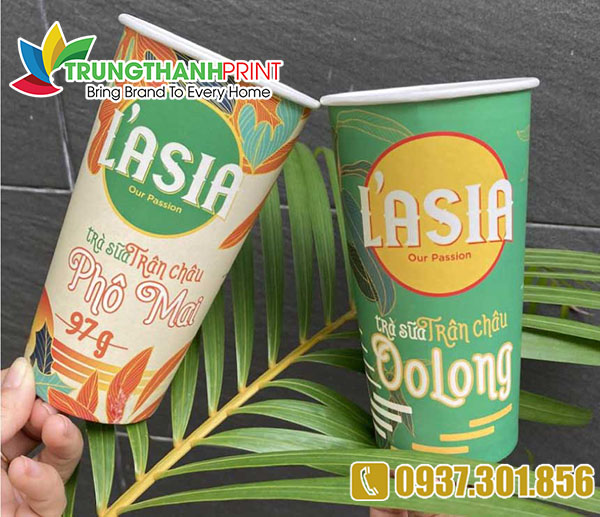 TRUNGTHANHPRINT
Bring Brand To Every Home
L'ASIA
Our Passion
trà sữa Trân châu
Phô Mai
97g
L'ASIA
Our Passion
trà sữa Trân châu
OoLong
0937.301.856